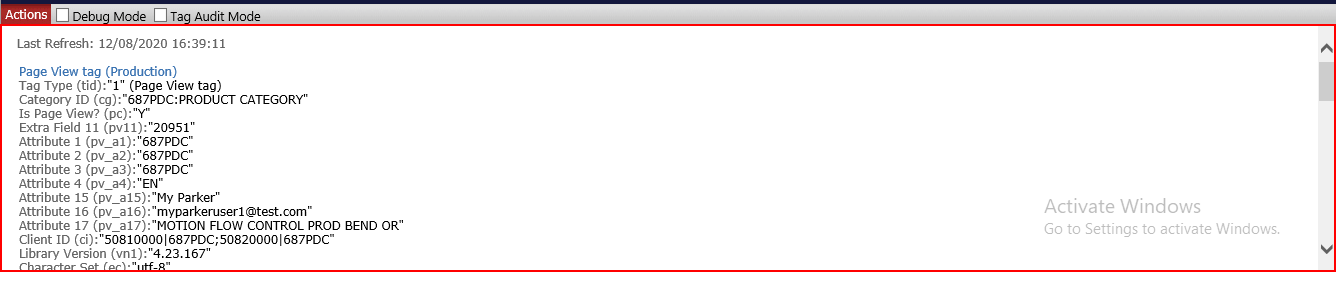 Actions Debug Mode Tag Audit Mode
Last Refresh: 12/08/2020 16:39:11
Page View tag (Production)
Tag Type (tid):"1" (Page View tag)
Category ID (cg):"687PDC:PRODUCT CATEGORY"
Is Page View? (pc):"Y"
Extra Field 11 (pv11):"20951"
Attribute 1 (pv_a1):"687PDC"
Attribute 2 (pv_a2):"687PDC"
Attribute 3 (pv_a3):"687PDC"
Attribute 4 (pv_a4):"EN"
Attribute 15 (pv_a15):"My Parker"
Attribute 16 (pv_a16):"myparkeruser1@test.com"
Attribute 17 (pv_a17):"MOTION FLOW CONTROL PROD BEND OR"
Client ID (ci):"50810000|687PDC;50820000|687PDC"
Library Version (vn1):"4.23.167"
Character Set (ec):"utf-8"
Activate Windows
Go to Settings to activate Windows.